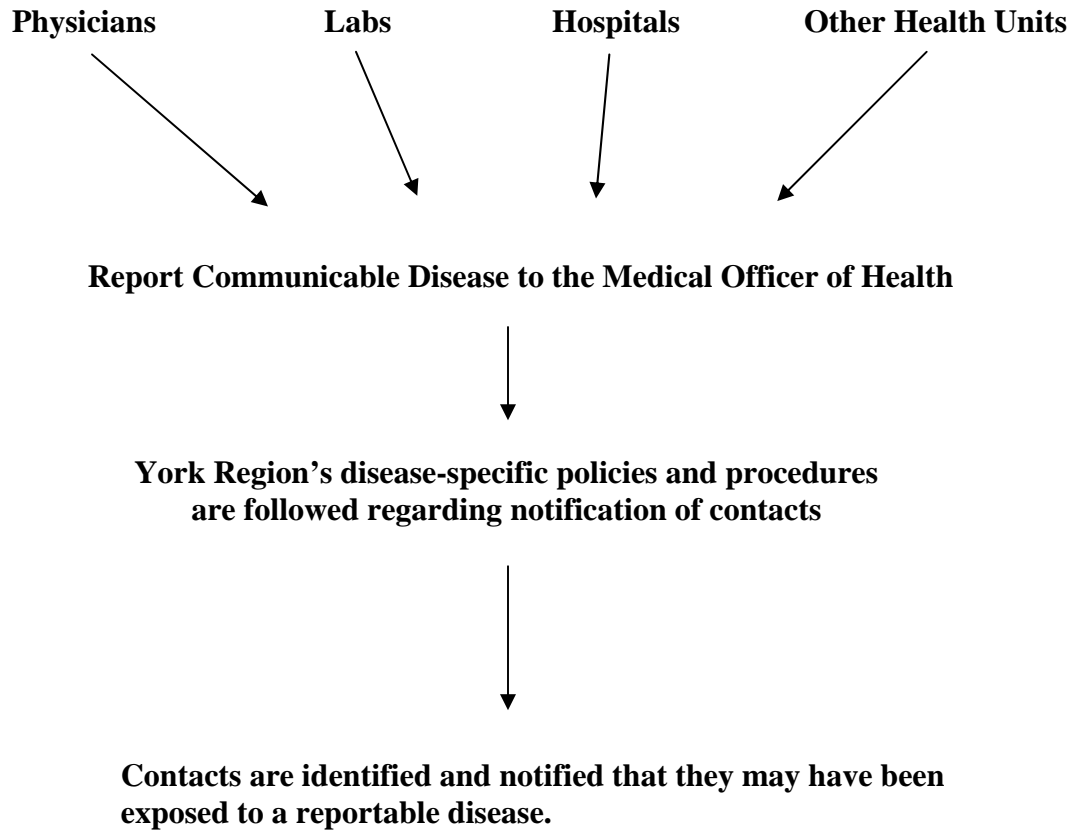 Physicians Labs Hospitals Other Health Units
Report Communicable Disease to the Medical Officer of Health
York Region’s disease-specific policies and procedures
are followed regarding notification of contacts
Contacts are identified and notified that they may have been
exposed to a reportable disease.